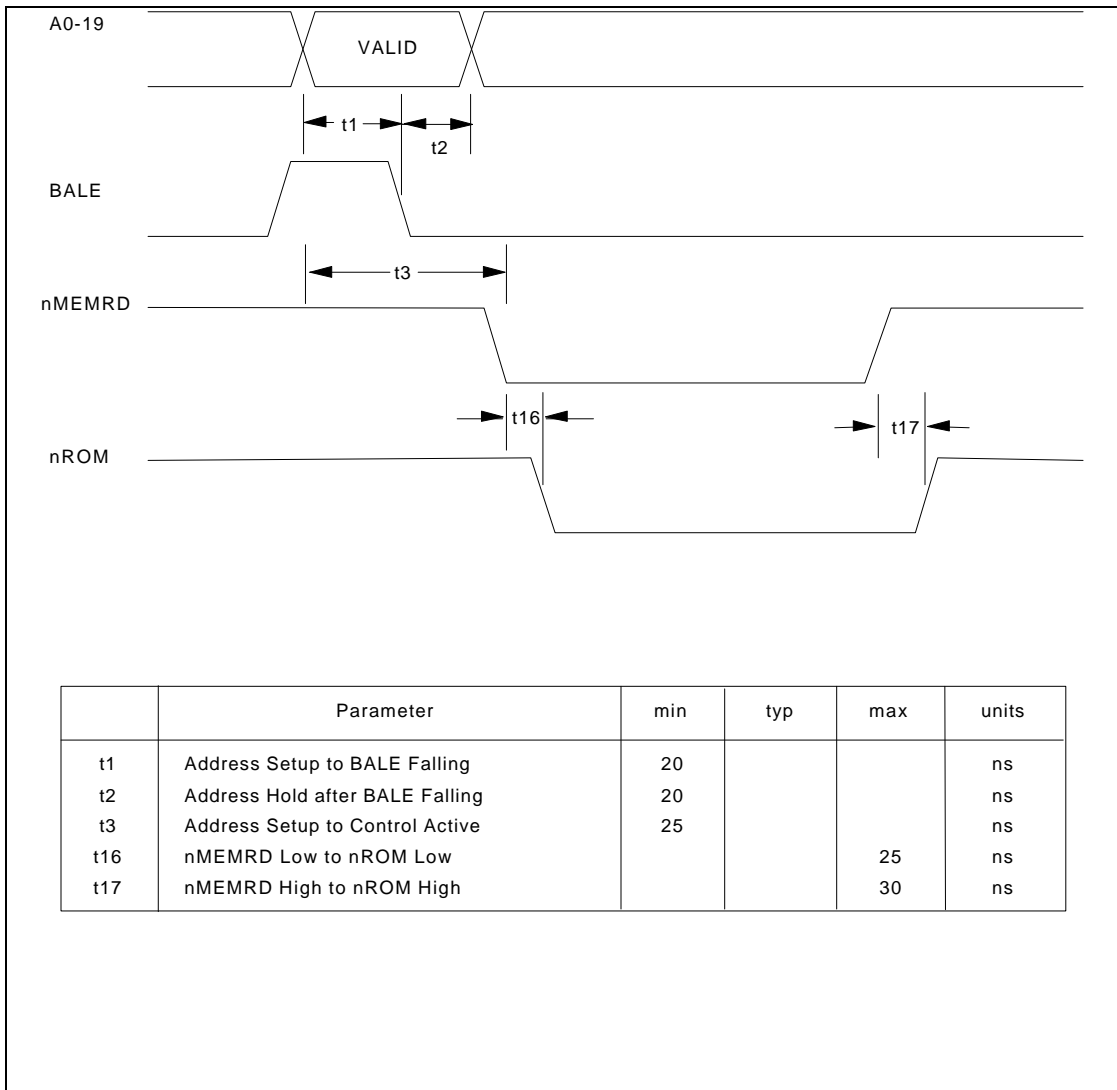 A0-19
VALID
t1
t2
BALE
t3
nMEMRD
t16
t17
nROM
Parameter min typ max units
t1 Address Setup to BALE Falling 20 ns
t2 Address Hold after BALE Falling 20 ns
t3 Address Setup to Control Active 25 ns
t16 nMEMRD Low to nROM Low 25 ns
t17 nMEMRD High to nROM High 30 ns